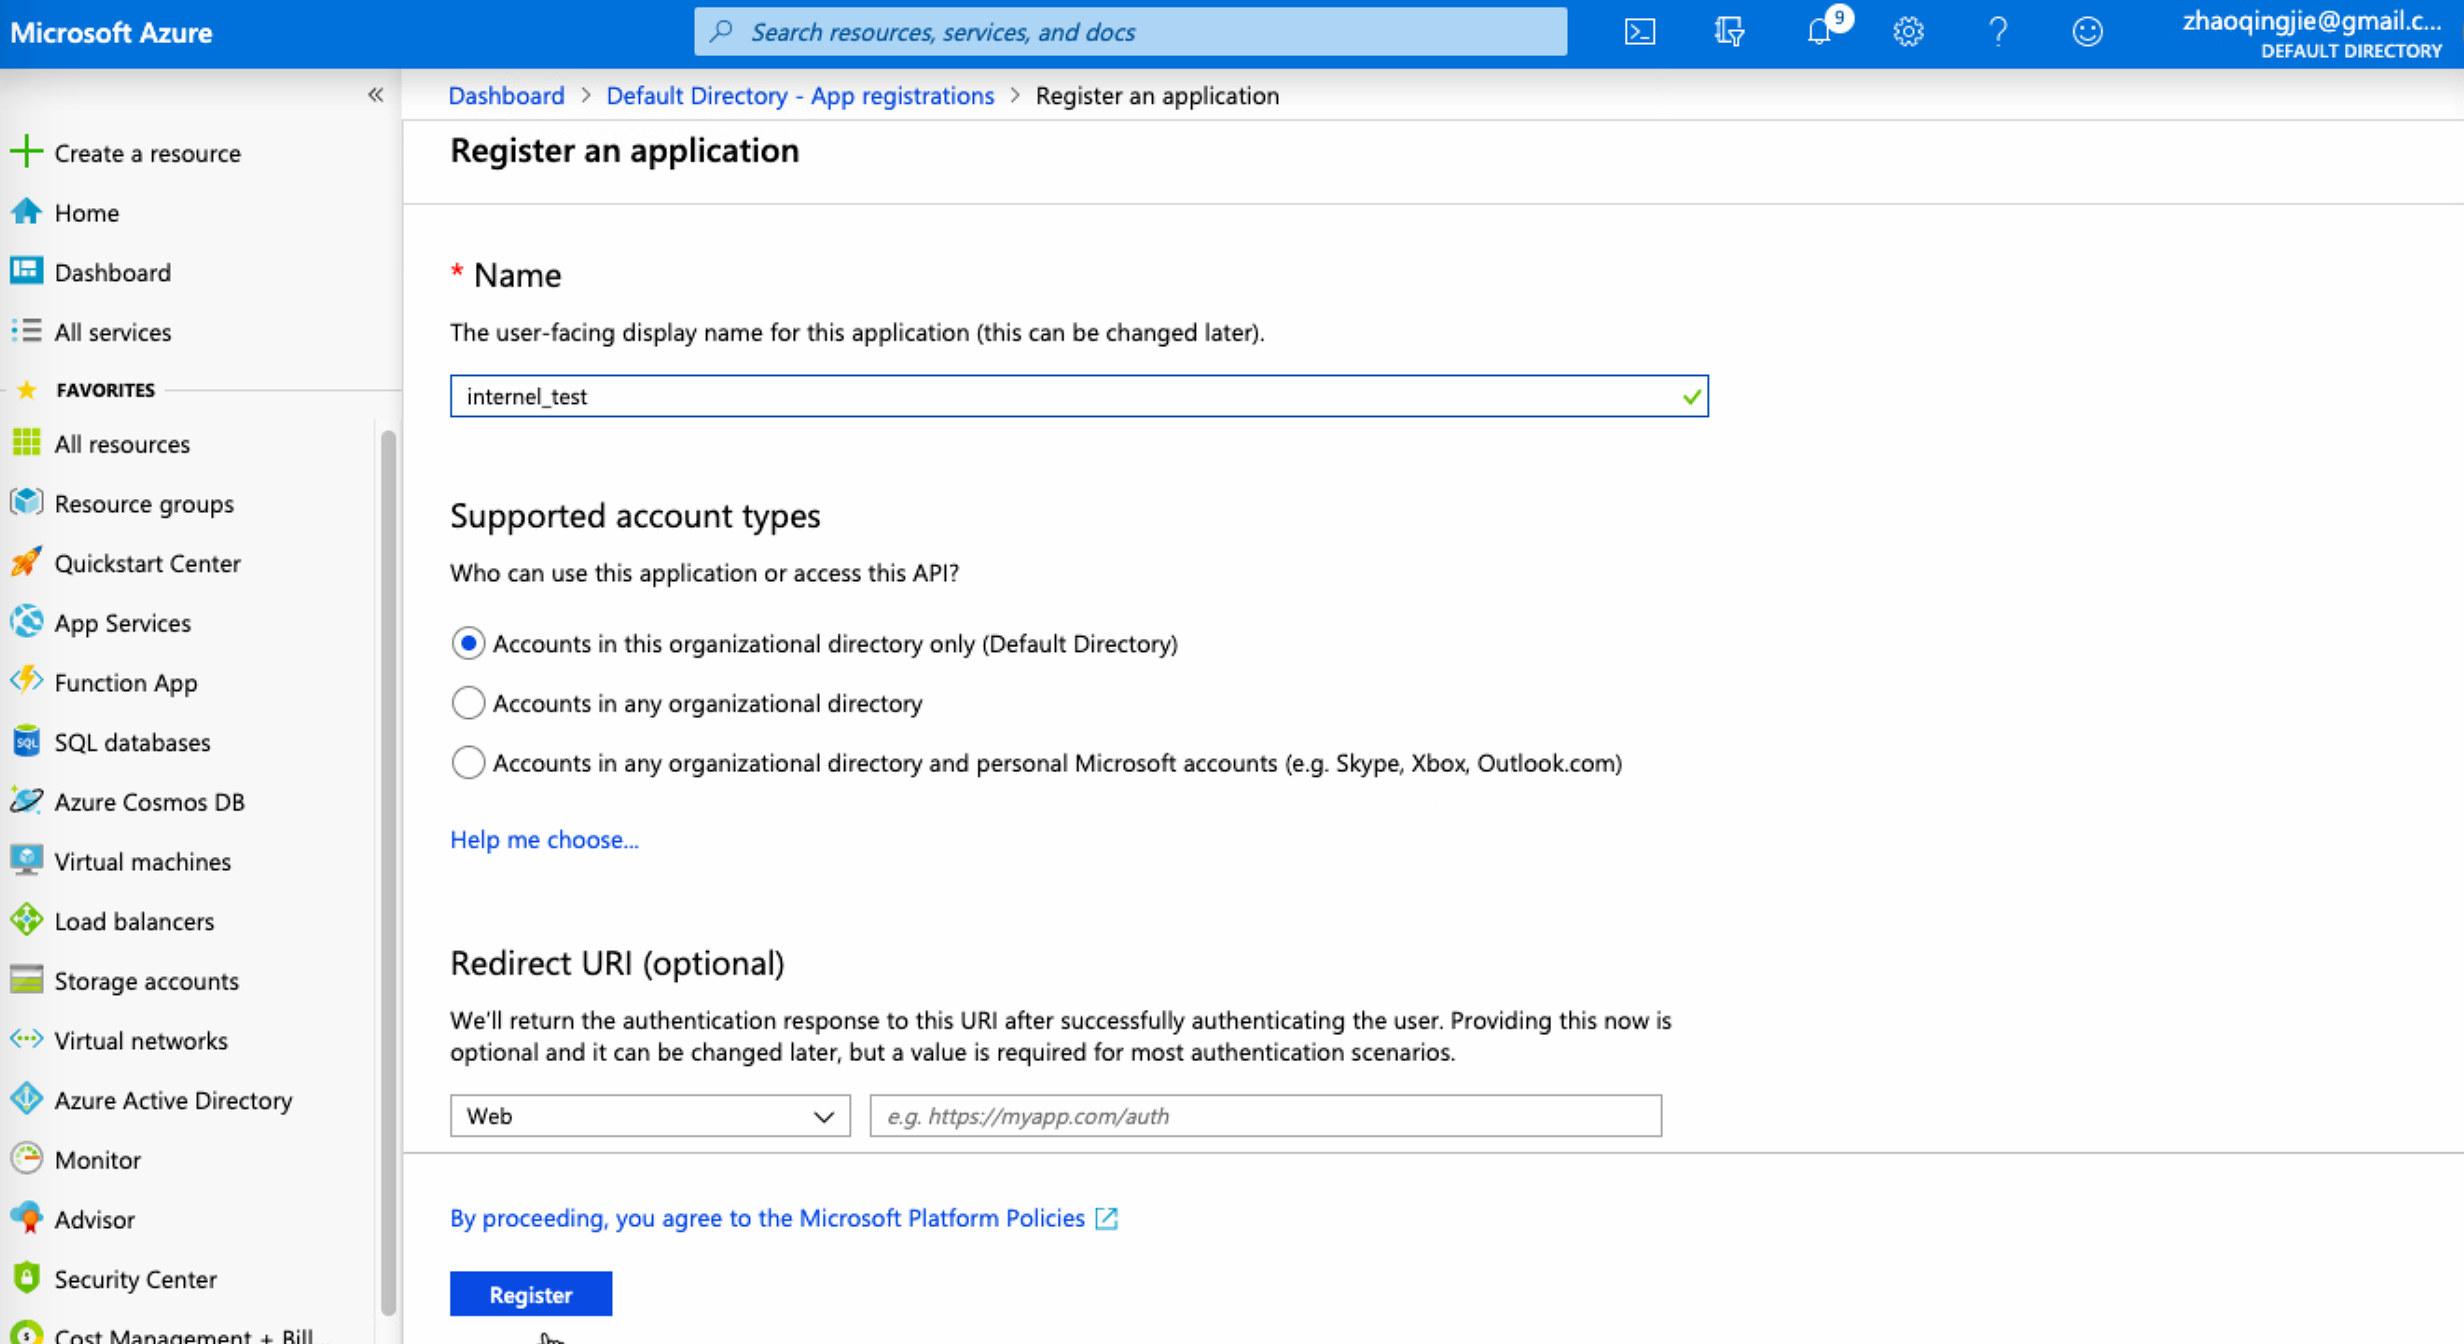 Microsoft Azure
Search resources, services, and docs
9
zhaoqingjie@gmail.c...
DEFAULT DIRECTORY
Dashboard > Default Directory - App registrations > Register an application
Register an application
Create a resource
Home
Dashboard
All services
FAVORITES
All resources
Resource groups
Quickstart Center
App Services
Function App
SQL
SQL databases
Azure Cosmos DB
Virtual machines
Load balancers
Storage accounts
Virtual networks
Azure Active Directory
Monitor
Advisor
Security Center
Cost Management + Bill...
* Name
The user-facing display name for this application (this can be changed later).
internel_test
Supported account types
Who can use this application or access this API?
Accounts in this organizational directory only (Default Directory)
Accounts in any organizational directory
Accounts in any organizational directory and personal Microsoft accounts (e.g. Skype, Xbox, Outlook.com)
Help me choose...
Redirect URI (optional)
We'll return the authentication response to this URI after successfully authenticating the user. Providing this now is
optional and it can be changed later, but a value is required for most authentication scenarios.
Web
e.g. https://myapp.com/auth
By proceeding, you agree to the Microsoft Platform Policies
Register